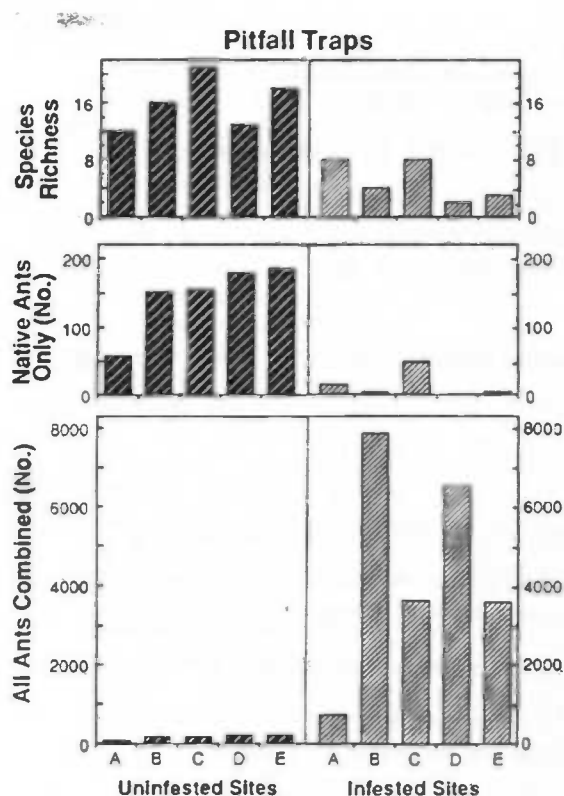 Pitfall Traps
Species
Richness
16
8
0
16
8
0
Native Ants
Only (No.)
200
100
0
200
100
0
All Ants Combined (No.)
8000
6000
4000
2000
0
8000
6000
4000
2000
0
A B C D E A B C D E
Uninfested Sites Infested Sites